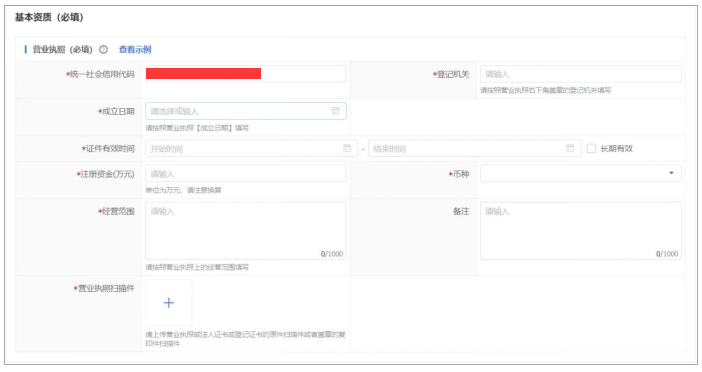 基本资质（必填）
营业执照（必填） ? 查看示例
*统一社会信用代码
*登记机关 请输入
请按照营业执照右下角盖章的登记机关填写
*成立日期 请选择或输入
请按照营业执照【成立日期】填写
*证件有效时间 开始时间 - 结束时间 长期有效
*注册资金(万元) 请输入 *币种
单位为万元，请注意换算
*经营范围 请输入 备注 请输入
0/1000 0/1000
请按照营业执照上的经营范围填写
*营业执照扫描件
+
请上传营业执照或法人证书或登记证书的原件扫描件或者盖章的复
印件扫描件